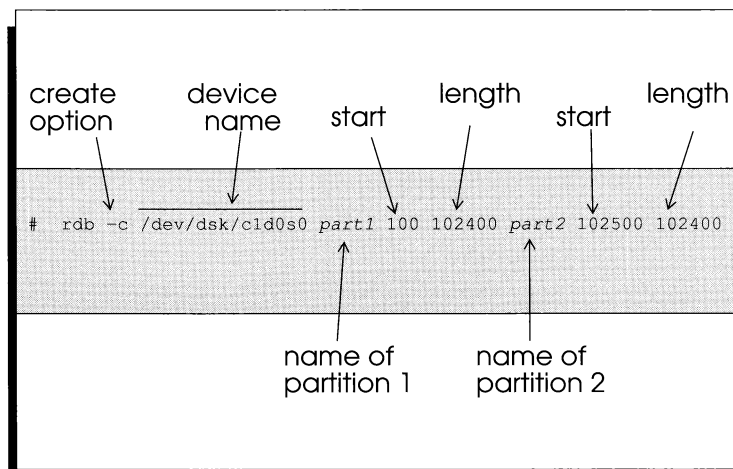 create option
device name
start
length
start
length
# rdb -c /dev/dsk/c1d0s0 part1 100 102400 part2 102500 102400
name of partition 1
name of partition 2